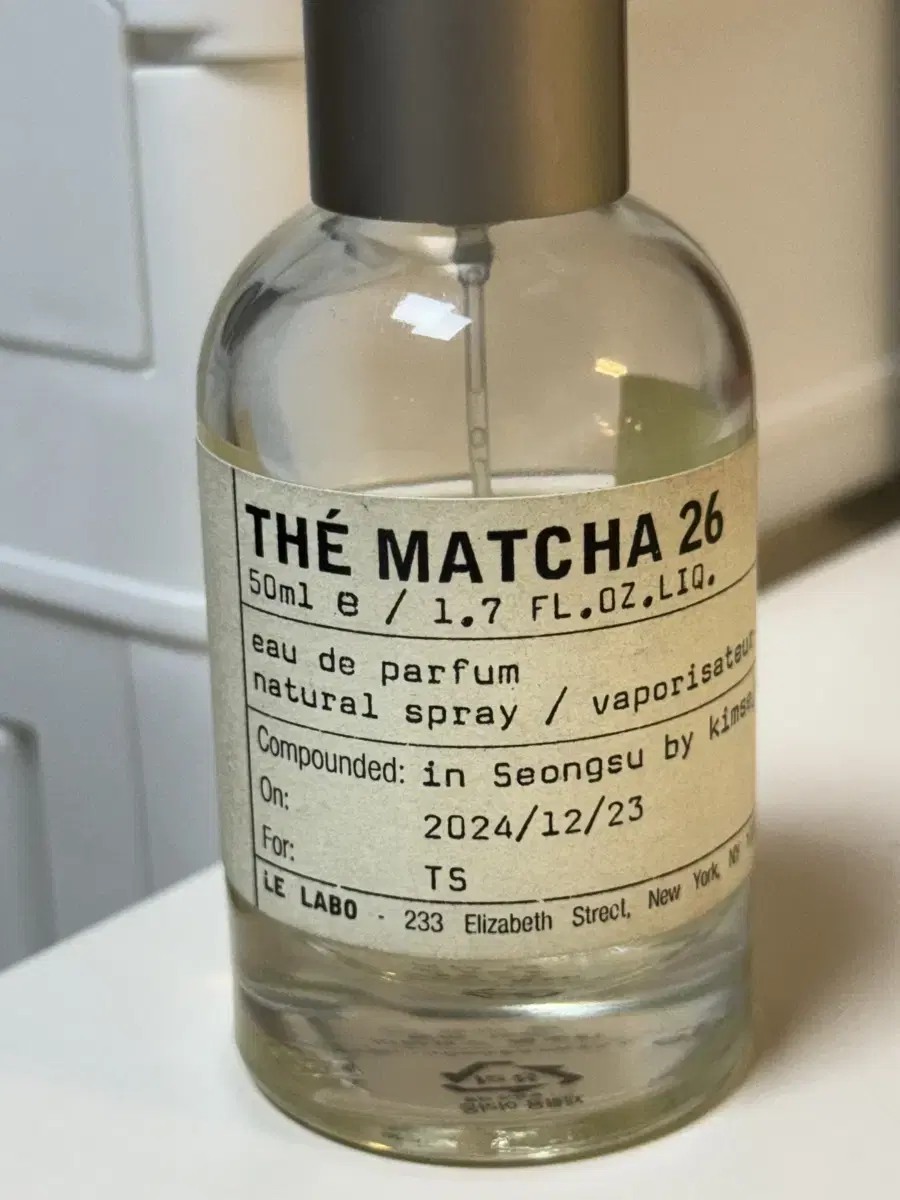 THÉ MATCHA 26
50ml e / 1.7 FL.OZ.LIQ.
eau de parfum
natural spray / vaporisateur
Compounded: in Seongsu by
On: 2024/12/23
For: TS
LE LABO - 233 Elizabeth Street, New York, NY